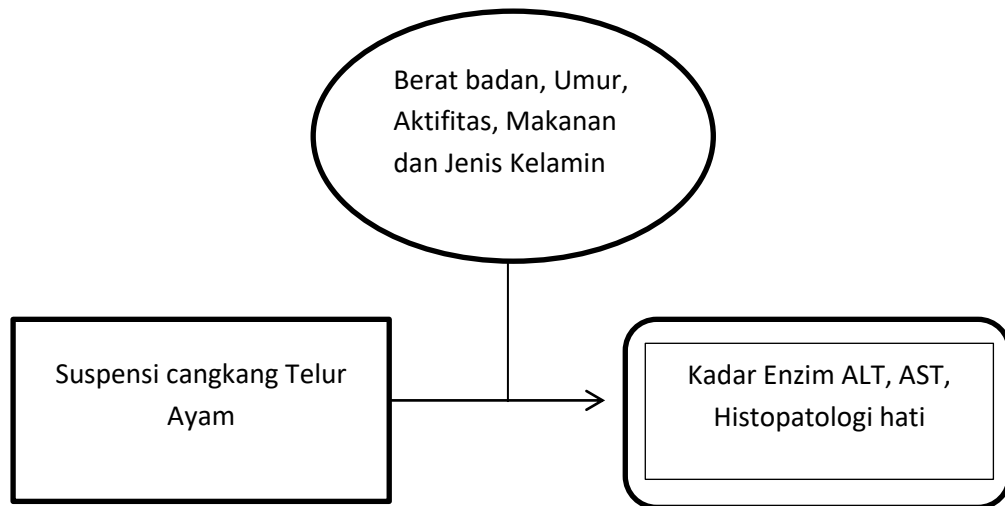 Berat badan, Umur,
Aktifitas, Makanan
dan Jenis Kelamin
Suspensi cangkang Telur
Ayam
Kadar Enzim ALT, AST,
Histopatologi hati